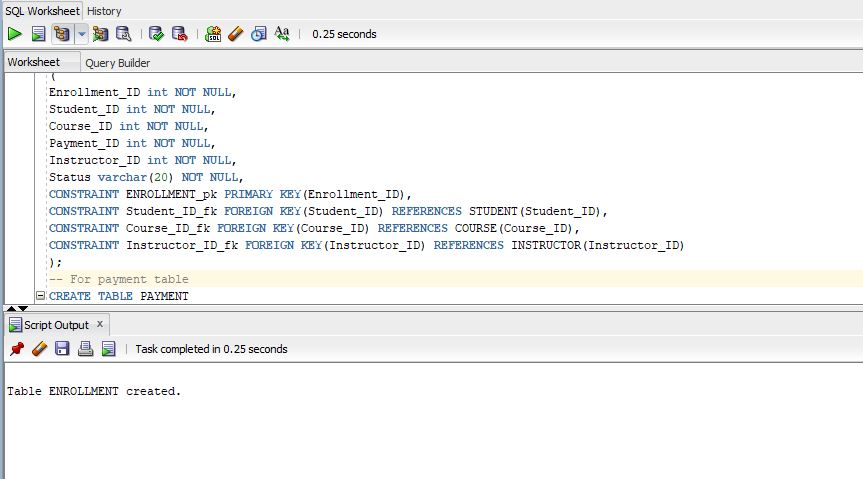 SQL Worksheet History
0.25 seconds
Worksheet Query Builder
(
Enrollment_ID int NOT NULL,
Student_ID int NOT NULL,
Course_ID int NOT NULL,
Payment_ID int NOT NULL,
Instructor_ID int NOT NULL,
Status varchar(20) NOT NULL,
CONSTRAINT ENROLLMENT_pk PRIMARY KEY(Enrollment_ID),
CONSTRAINT Student_ID_fk FOREIGN KEY(Student_ID) REFERENCES STUDENT(Student_ID),
CONSTRAINT Course_ID_fk FOREIGN KEY(Course_ID) REFERENCES COURSE(Course_ID),
CONSTRAINT Instructor_ID_fk FOREIGN KEY(Instructor_ID) REFERENCES INSTRUCTOR(Instructor_ID)
);
-- For payment table
CREATE TABLE PAYMENT
Script Output x
Task completed in 0.25 seconds
Table ENROLLMENT created.